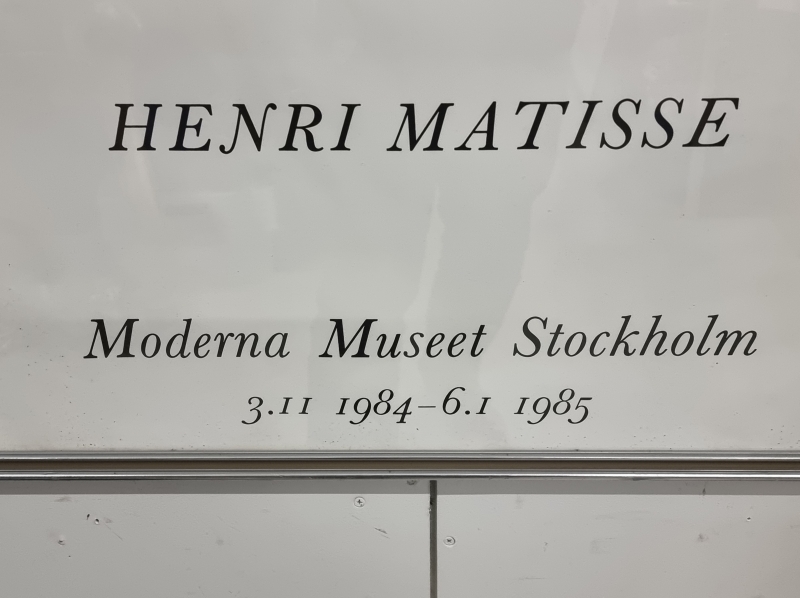 HENRI MATISSE
Moderna Museet Stockholm
3.11 1984–6.1 1985